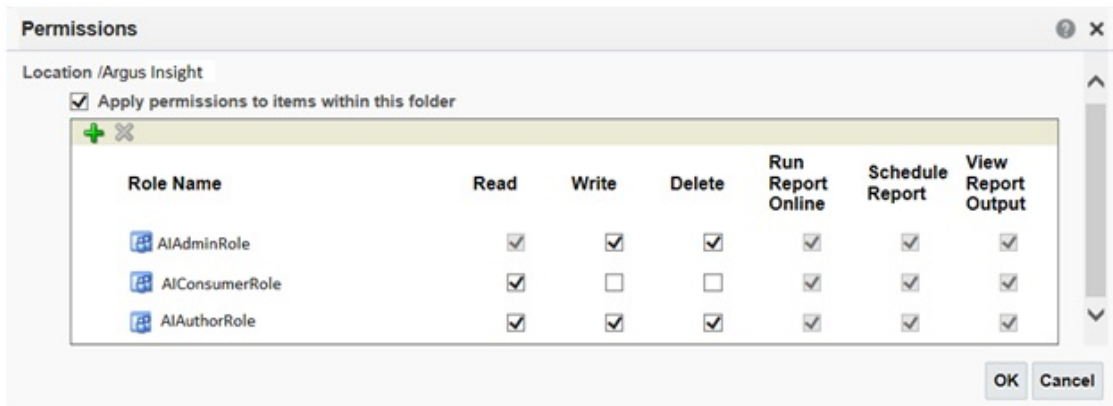 Permissions
Location /Argus Insight
Apply permissions to items within this folder
Role Name Read Write Delete Run Report Online Schedule Report View Report Output
AIAdminRole
AIConsumerRole
AIAuthorRole
OK Cancel